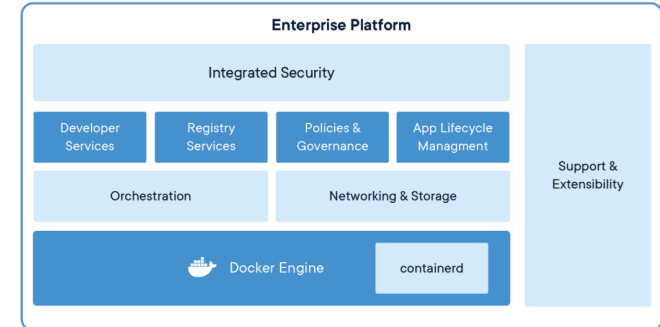 Enterprise Platform
Integrated Security
Developer
Services
Registry
Services
Policies &
Governance
App Lifecycle
Managment
Support &
Extensibility
Orchestration
Networking & Storage
Docker Engine
containerd